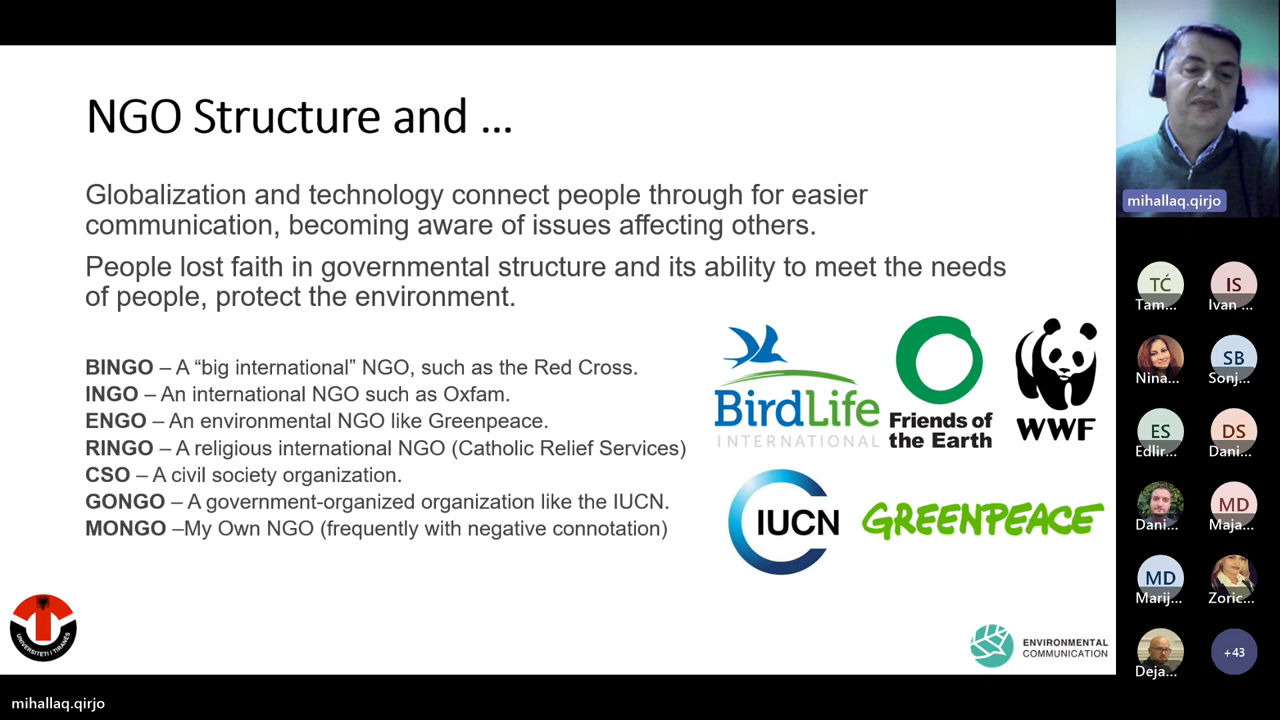 NGO Structure and ...
Globalization and technology connect people through for easier
communication, becoming aware of issues affecting others.
People lost faith in governmental structure and its ability to meet the needs
of people, protect the environment.
BINGO – A “big international” NGO, such as the Red Cross.
INGO – An international NGO such as Oxfam.
ENGO – An environmental NGO like Greenpeace.
RINGO – A religious international NGO (Catholic Relief Services)
CSO – A civil society organization.
GONGO – A government-organized organization like the IUCN.
MONGO –My Own NGO (frequently with negative connotation)
BirdLife
INTERNATIONAL
Friends of
the Earth
WWF
IUCN
GREENPEACE
UNIVERSITETI I TIRANËS
ENVIRONMENTAL
COMMUNICATION
mihallaq.qirjo
TĆ
Tam...
IS
Ivan ...
Nina...
SB
Sonj...
ES
Edlir...
DS
Dani...
Dani...
MD
Maja...
MD
Marij...
Zoric...
Deja...
+43
mihallaq.qirjo